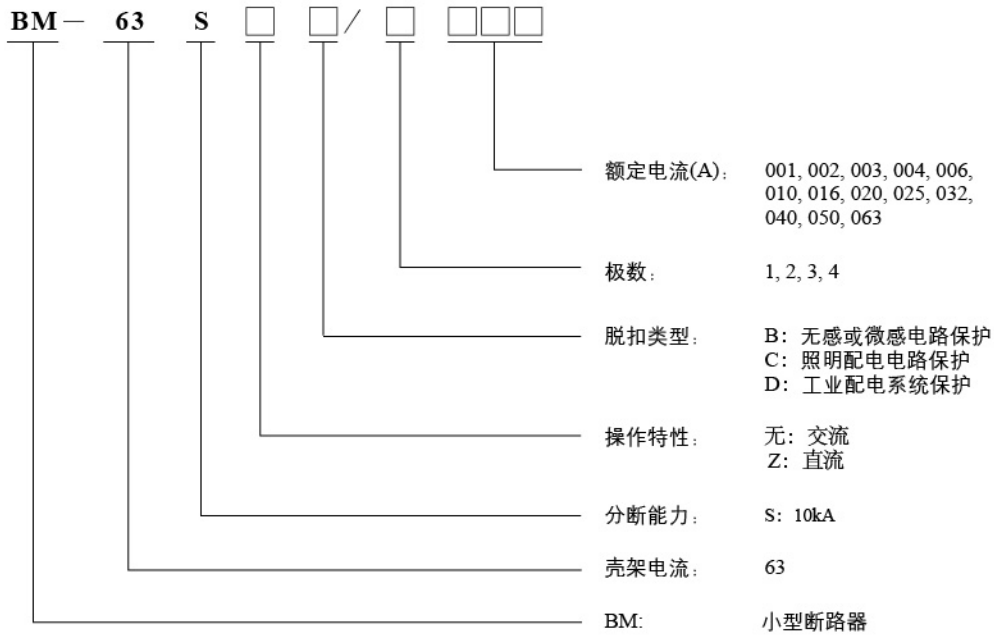 BM－ 63 S □ □/□ □□□
额定电流(A)： 001, 002, 003, 004, 006,
010, 016, 020, 025, 032,
040, 050, 063
极数： 1, 2, 3, 4
脱扣类型： B：无感或微感电路保护
C：照明配电电路保护
D：工业配电系统保护
操作特性： 无：交流
Z：直流
分断能力： S：10kA
壳架电流： 63
BM: 小型断路器